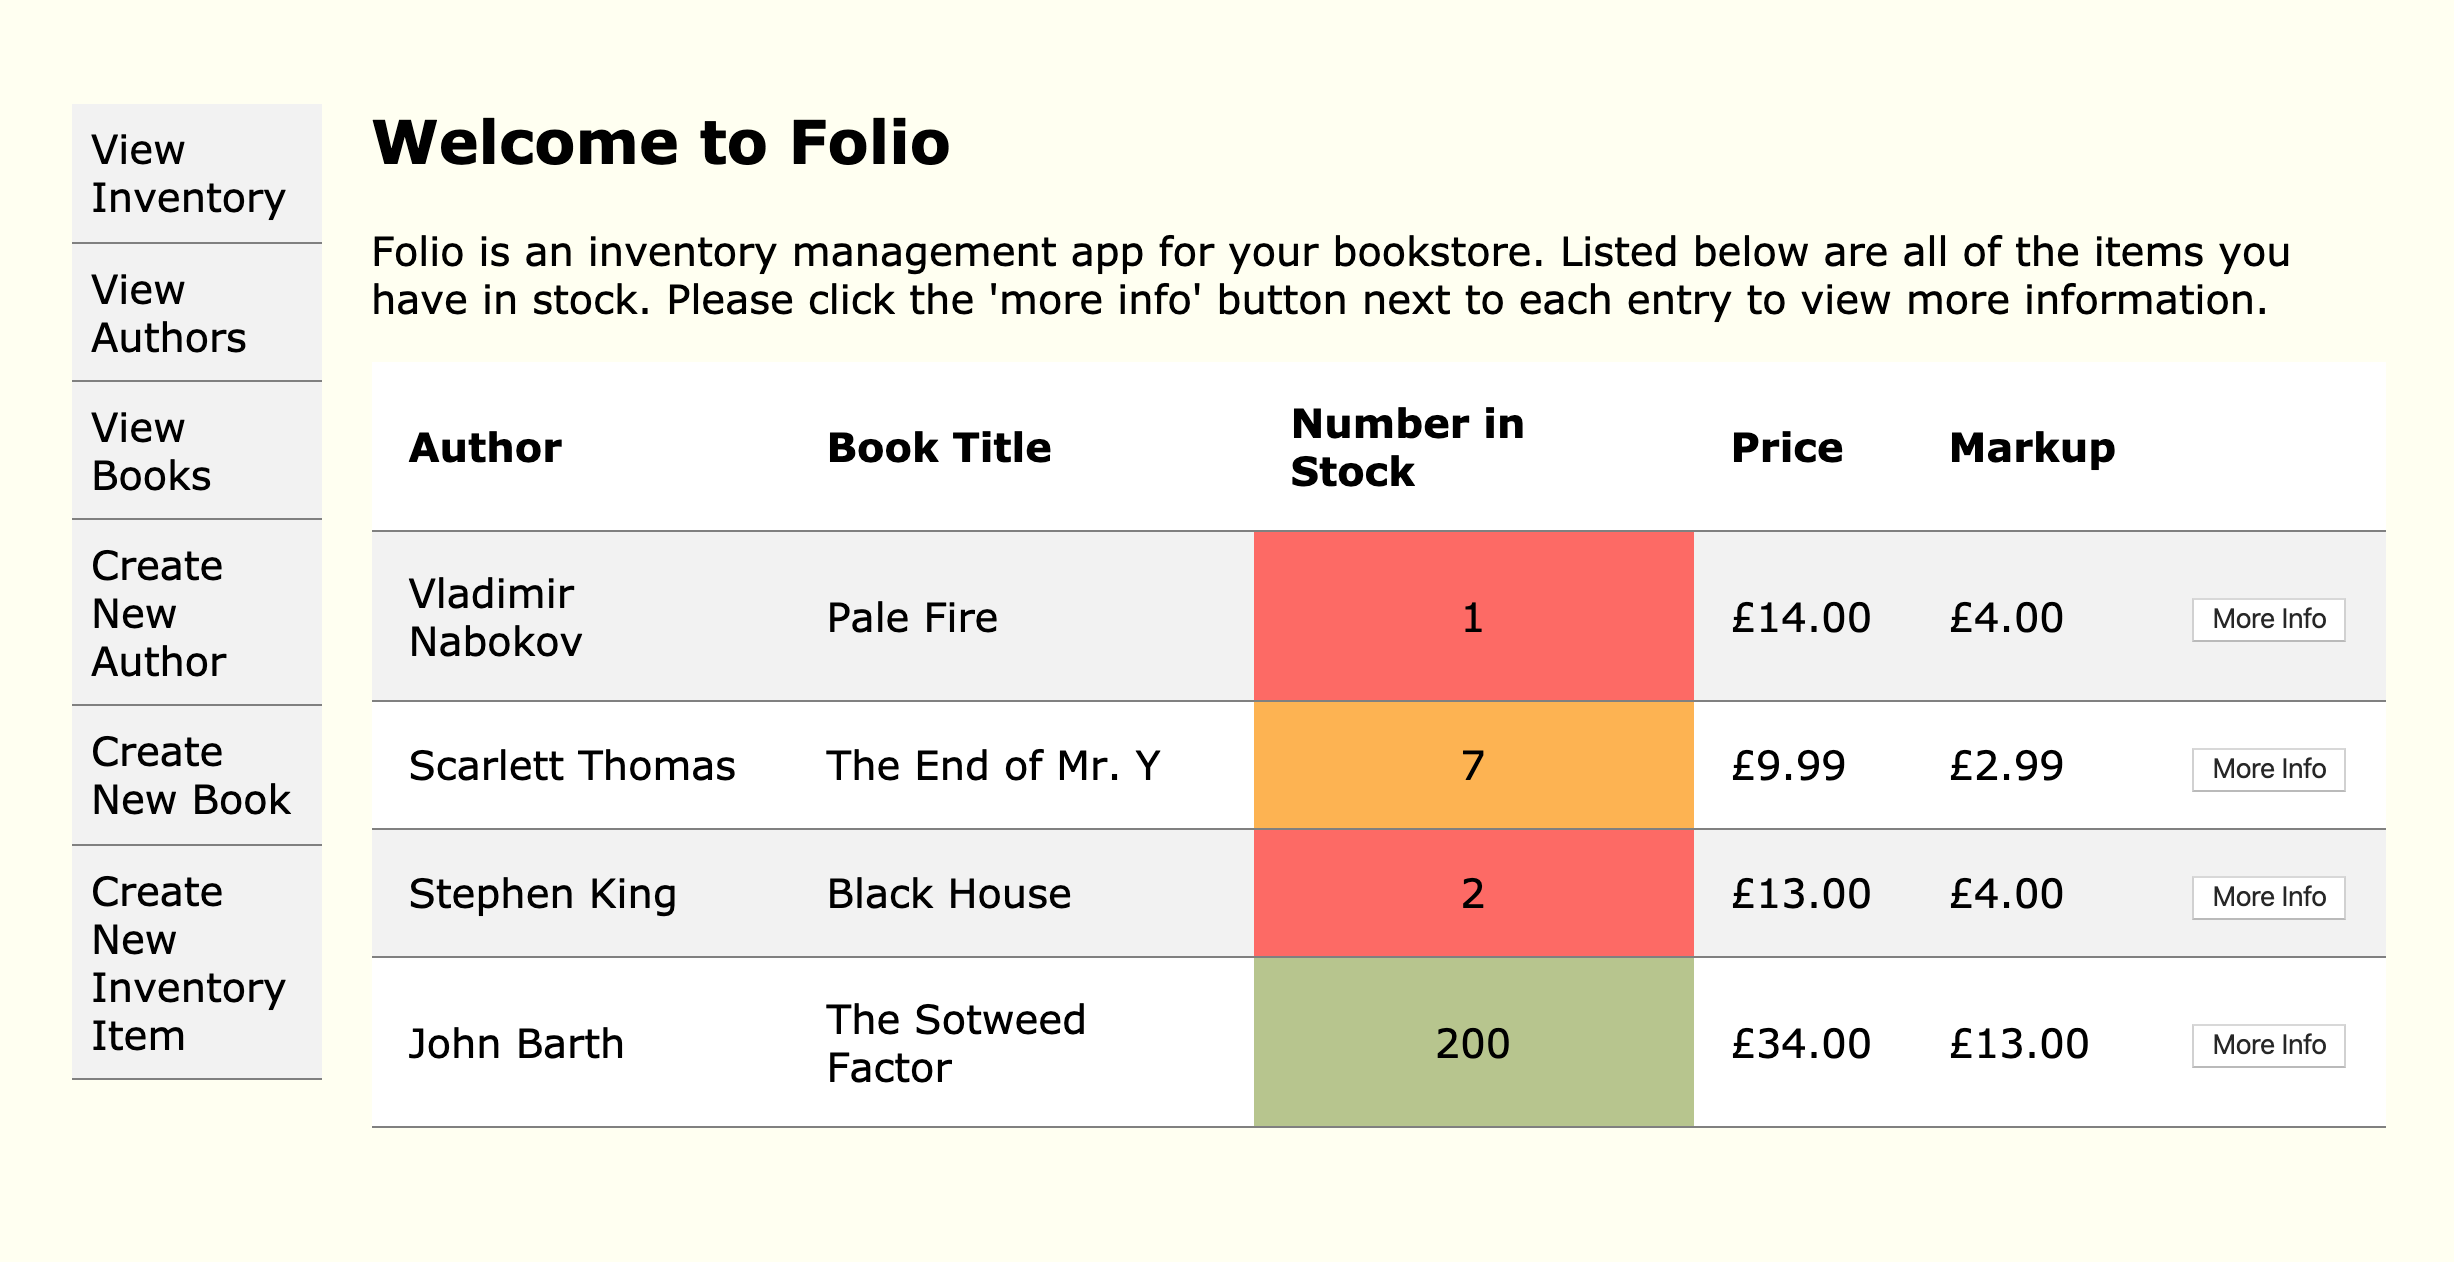 View
Inventory
View
Authors
View
Books
Create
New
Author
Create
New Book
Create
New
Inventory
Item
Welcome to Folio
Folio is an inventory management app for your bookstore. Listed below are all of the items you
have in stock. Please click the 'more info' button next to each entry to view more information.
Author Book Title Number in Stock Price Markup
Vladimir Nabokov Pale Fire 1 £14.00 £4.00 More Info
Scarlett Thomas The End of Mr. Y 7 £9.99 £2.99 More Info
Stephen King Black House 2 £13.00 £4.00 More Info
John Barth The Sotweed Factor 200 £34.00 £13.00 More Info